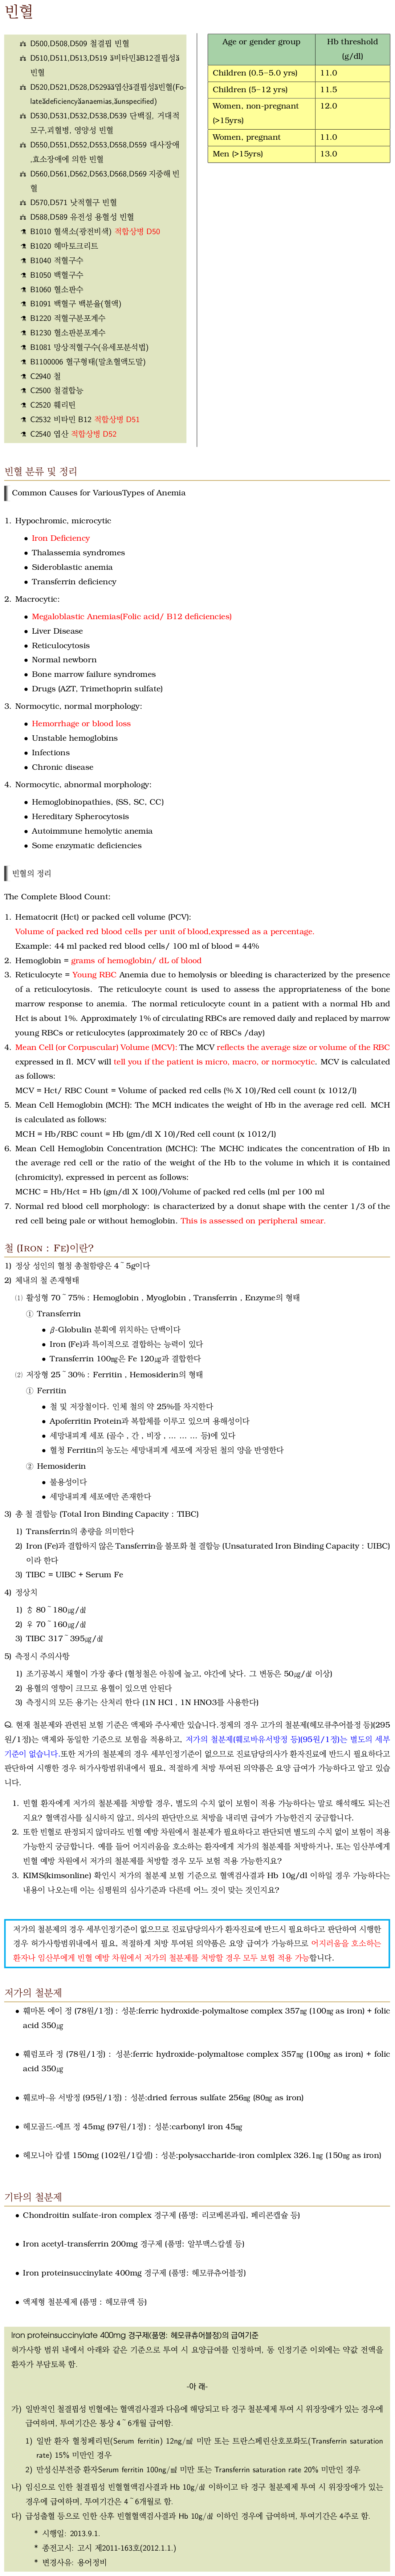 빈혈
D500,D508,D509 철결핍 빈혈
D510,D511,D513,D519 ā비타민āB12결핍성ā
빈혈
D520,D521,D528,D529āā엽산ā결핍성ā빈혈(Fo-
lateādeficiencyāanaemias,āunspecified)
D530,D531,D532,D538,D539 단백질, 거대적
모구,괴혈병, 영양성 빈혈
D550,D551,D552,D553,D558,D559 대사장애
,효소장애에 의한 빈혈
D560,D561,D562,D563,D568,D569 지중해 빈
혈
D570,D571 낫적혈구 빈혈
D588,D589 유전성 용혈성 빈혈
B1010 혈색소(광전비색) 적합상병 D50
B1020 헤마토크리트
B1040 적혈구수
B1050 백혈구수
B1060 혈소판수
B1091 백혈구 백분율(혈액)
B1220 적혈구분포계수
B1230 혈소판분포계수
B1081 망상적혈구수(유세포분석법)
B1100006 혈구형태(말초혈액도말)
C2940 철
C2500 철결합능
C2520 훼리틴
C2532 비타민 B12 적합상병 D51
C2540 엽산 적합상병 D52
Age or gender group Hb threshold
(g/dl)
Children (0.5–5.0 yrs) 11.0
Children (5–12 yrs) 11.5
Women, non-pregnant 12.0
(>15yrs)
Women, pregnant 11.0
Men (>15yrs) 13.0
빈혈 분류 및 정리
Common Causes for VariousTypes of Anemia
1. Hypochromic, microcytic
• Iron Deficiency
• Thalassemia syndromes
• Sideroblastic anemia
• Transferrin deficiency
2. Macrocytic:
• Megaloblastic Anemias(Folic acid/ B12 deficiencies)
• Liver Disease
• Reticulocytosis
• Normal newborn
• Bone marrow failure syndromes
• Drugs (AZT, Trimethoprin sulfate)
3. Normocytic, normal morphology:
• Hemorrhage or blood loss
• Unstable hemoglobins
• Infections
• Chronic disease
4. Normocytic, abnormal morphology:
• Hemoglobinopathies, (SS, SC, CC)
• Hereditary Spherocytosis
• Autoimmune hemolytic anemia
• Some enzymatic deficiencies
빈혈의 정리
The Complete Blood Count:
1. Hematocrit (Hct) or packed cell volume (PCV):
Volume of packed red blood cells per unit of blood,expressed as a percentage.
Example: 44 ml packed red blood cells/ 100 ml of blood = 44%
2. Hemoglobin = grams of hemoglobin/ dL of blood
3. Reticulocyte = Young RBC Anemia due to hemolysis or bleeding is characterized by the presence
of a reticulocytosis. The reticulocyte count is used to assess the appropriateness of the bone
marrow response to anemia. The normal reticulocyte count in a patient with a normal Hb and
Hct is about 1%. Approximately 1% of circulating RBCs are removed daily and replaced by marrow
young RBCs or reticulocytes (approximately 20 cc of RBCs /day)
4. Mean Cell (or Corpuscular) Volume (MCV): The MCV reflects the average size or volume of the RBC
expressed in fl. MCV will tell you if the patient is micro, macro, or normocytic. MCV is calculated
as follows:
MCV = Hct/ RBC Count = Volume of packed red cells (% X 10)/Red cell count (x 1012/l)
5. Mean Cell Hemoglobin (MCH): The MCH indicates the weight of Hb in the average red cell. MCH
is calculated as follows:
MCH = Hb/RBC count = Hb (gm/dl X 10)/Red cell count (x 1012/l)
6. Mean Cell Hemoglobin Concentration (MCHC): The MCHC indicates the concentration of Hb in
the average red cell or the ratio of the weight of the Hb to the volume in which it is contained
(chromicity), expressed in percent as follows:
MCHC = Hb/Hct = Hb (gm/dl X 100)/Volume of packed red cells (ml per 100 ml
7. Normal red blood cell morphology: is characterized by a donut shape with the center 1/3 of the
red cell being pale or without hemoglobin. This is assessed on peripheral smear.
철 (IRON : FE)이란?
1) 정상 성인의 혈청 총철함량은 4~5g이다
2) 체내의 철 존재형태
⑴ 활성형 70~75% : Hemoglobin , Myoglobin , Transferrin , Enzyme의 형태
① Transferrin
• β-Globulin 분획에 위치하는 단백이다
• Iron (Fe)과 특이적으로 결합하는 능력이 있다
• Transferrin 100㎎은 Fe 120㎍과 결합한다
⑵ 저장형 25~30% : Ferritin , Hemosiderin의 형태
① Ferritin
• 철 및 저장철이다. 인체 철의 약 25%를 차지한다
• Apoferritin Protein과 복합체를 이루고 있으며 용해성이다
• 세망내피계 세포 (골수 , 간 , 비장 , ... ... ... 등)에 있다
• 혈청 Ferritin의 농도는 세망내피계 세포에 저장된 철의 양을 반영한다
② Hemosiderin
• 불용성이다
• 세망내피계 세포에만 존재한다
3) 총 철 결합능 (Total Iron Binding Capacity : TIBC)
1) Transferrin의 총량을 의미한다
2) Iron (Fe)과 결합하지 않은 Tansferrin을 불포화 철 결합능 (Unsaturated Iron Binding Capacity : UIBC)
이라 한다
3) TIBC = UIBC + Serum Fe
4) 정상치
1) ♂ 80~180㎍/㎗
2) ♀ 70~160㎍/㎗
3) TIBC 317~395㎍/㎗
5) 측정시 주의사항
1) 조기공복시 채혈이 가장 좋다 (혈청철은 아침에 높고, 야간에 낮다. 그 변동은 50㎍/㎗ 이상)
2) 용혈의 영향이 크므로 용혈이 있으면 안된다
3) 측정시의 모든 용기는 산처리 한다 (1N HCl , 1N HNO3를 사용한다)
Q. 현재 철분제와 관련된 보험 기준은 액제와 주사제만 있습니다.정제의 경우 고가의 철분제(헤모큐어블정 등)(295
원/1정)는 액제와 동일한 기준으로 보험을 적용하고, 저가의 철분제(훼로바유서방정 등)(95원/1정)는 별도의 세부
기준이 없습니다.또한 저가의 철분제의 경우 세부인정기준이 없으므로 진료담당의사가 환자진료에 반드시 필요하다고
판단하여 시행한 경우 허가사항범위내에서 필요, 적절하게 처방 투여된 의약품은 요양 급여가 가능하다고 알고 있습
니다.
1. 빈혈 환자에게 저가의 철분제를 처방할 경우, 별도의 수치 없이 보험이 적용 가능하다는 말로 해석해도 되는건
지요? 혈액검사를 실시하지 않고, 의사의 판단만으로 처방을 내리면 급여가 가능한건지 궁금합니다.
2. 또한 빈혈로 판정되지 않더라도 빈혈 예방 차원에서 철분제가 필요하다고 판단되면 별도의 수치 없이 보험이 적용
가능한지 궁금합니다. 예를 들어 어지러움을 호소하는 환자에게 저가의 철분제를 처방하거나, 또는 임산부에게
빈혈 예방 차원에서 저가의 철분제를 처방할 경우 모두 보험 적용 가능한지요?
3. KIMS(kimsonline) 확인시 저가의 철분제 보험 기준으로 혈액검사결과 Hb 10g/dl 이하일 경우 가능하다는
내용이 나오는데 이는 심평원의 심사기준과 다른데 어느 것이 맞는 것인지요?
저가의 철분제의 경우 세부인정기준이 없으므로 진료담당의사가 환자진료에 반드시 필요하다고 판단하여 시행한
경우 허가사항범위내에서 필요, 적절하게 처방 투여된 의약품은 요양 급여가 가능하므로 어지러움을 호소하는
환자나 임산부에게 빈혈 예방 차원에서 저가의 철분제를 처방할 경우 모두 보험 적용 가능합니다.
저가의 철분제
• 훼마톤 에이 정 (78원/1정) : 성분:ferric hydroxide-polymaltose complex 357㎎ (100㎎ as iron) + folic
acid 350㎍
• 훼럼포라 정 (78원/1정) : 성분:ferric hydroxide-polymaltose complex 357㎎ (100㎎ as iron) + folic
acid 350㎍
• 훼로바-유 서방정 (95원/1정) : 성분:dried ferrous sulfate 256㎎ (80㎎ as iron)
• 헤모골드-에프 정 45mg (97원/1정) : 성분:carbonyl iron 45㎎
• 헤모니아 캅셀 150mg (102원/1캅셀) : 성분:polysaccharide-iron comlplex 326.1㎎ (150㎎ as iron)
기타의 철분제
• Chondroitin sulfate-iron complex 경구제 (품명: 리코베론과립, 페리콘캡슐 등)
• Iron acetyl-transferrin 200mg 경구제 (품명: 알부맥스캄셀 등)
• Iron proteinsuccinylate 400mg 경구제 (품명: 헤모큐츄어블정)
• 액제형 철분제제 (품명 : 헤모큐액 등)
Iron proteinsuccinylate 400mg 경구제(품명: 헤모큐츄어블정)의 급여기준
허가사항 범위 내에서 아래와 같은 기준으로 투여 시 요양급여를 인정하며, 동 인정기준 이외에는 약값 전액을
환자가 부담토록 함.
-아 래-
가) 일반적인 철결핍성 빈혈에는 혈액검사결과 다음에 해당되고 타 경구 철분제제 투여 시 위장장애가 있는 경우에
급여하며, 투여기간은 통상 4~6개월 급여함.
1) 일반 환자 혈청페리틴(Serum ferritin) 12ng/㎖ 미만 또는 트란스페린산호포화도(Transferrin saturation
rate) 15% 미만인 경우
2) 만성신부전증 환자Serum ferritin 100ng/㎖ 미만 또는 Transferrin saturation rate 20% 미만인 경우
나) 임신으로 인한 철결핍성 빈혈혈액검사결과 Hb 10g/㎗ 이하이고 타 경구 철분제제 투여 시 위장장애가 있는
경우에 급여하며, 투여기간은 4~6개월로 함.
다) 급성출혈 등으로 인한 산후 빈혈혈액검사결과 Hb 10g/㎗ 이하인 경우에 급여하며, 투여기간은 4주로 함.
* 시행일: 2013.9.1.
* 종전고시: 고시 제2011-163호(2012.1.1.)
* 변경사유: 용어정비